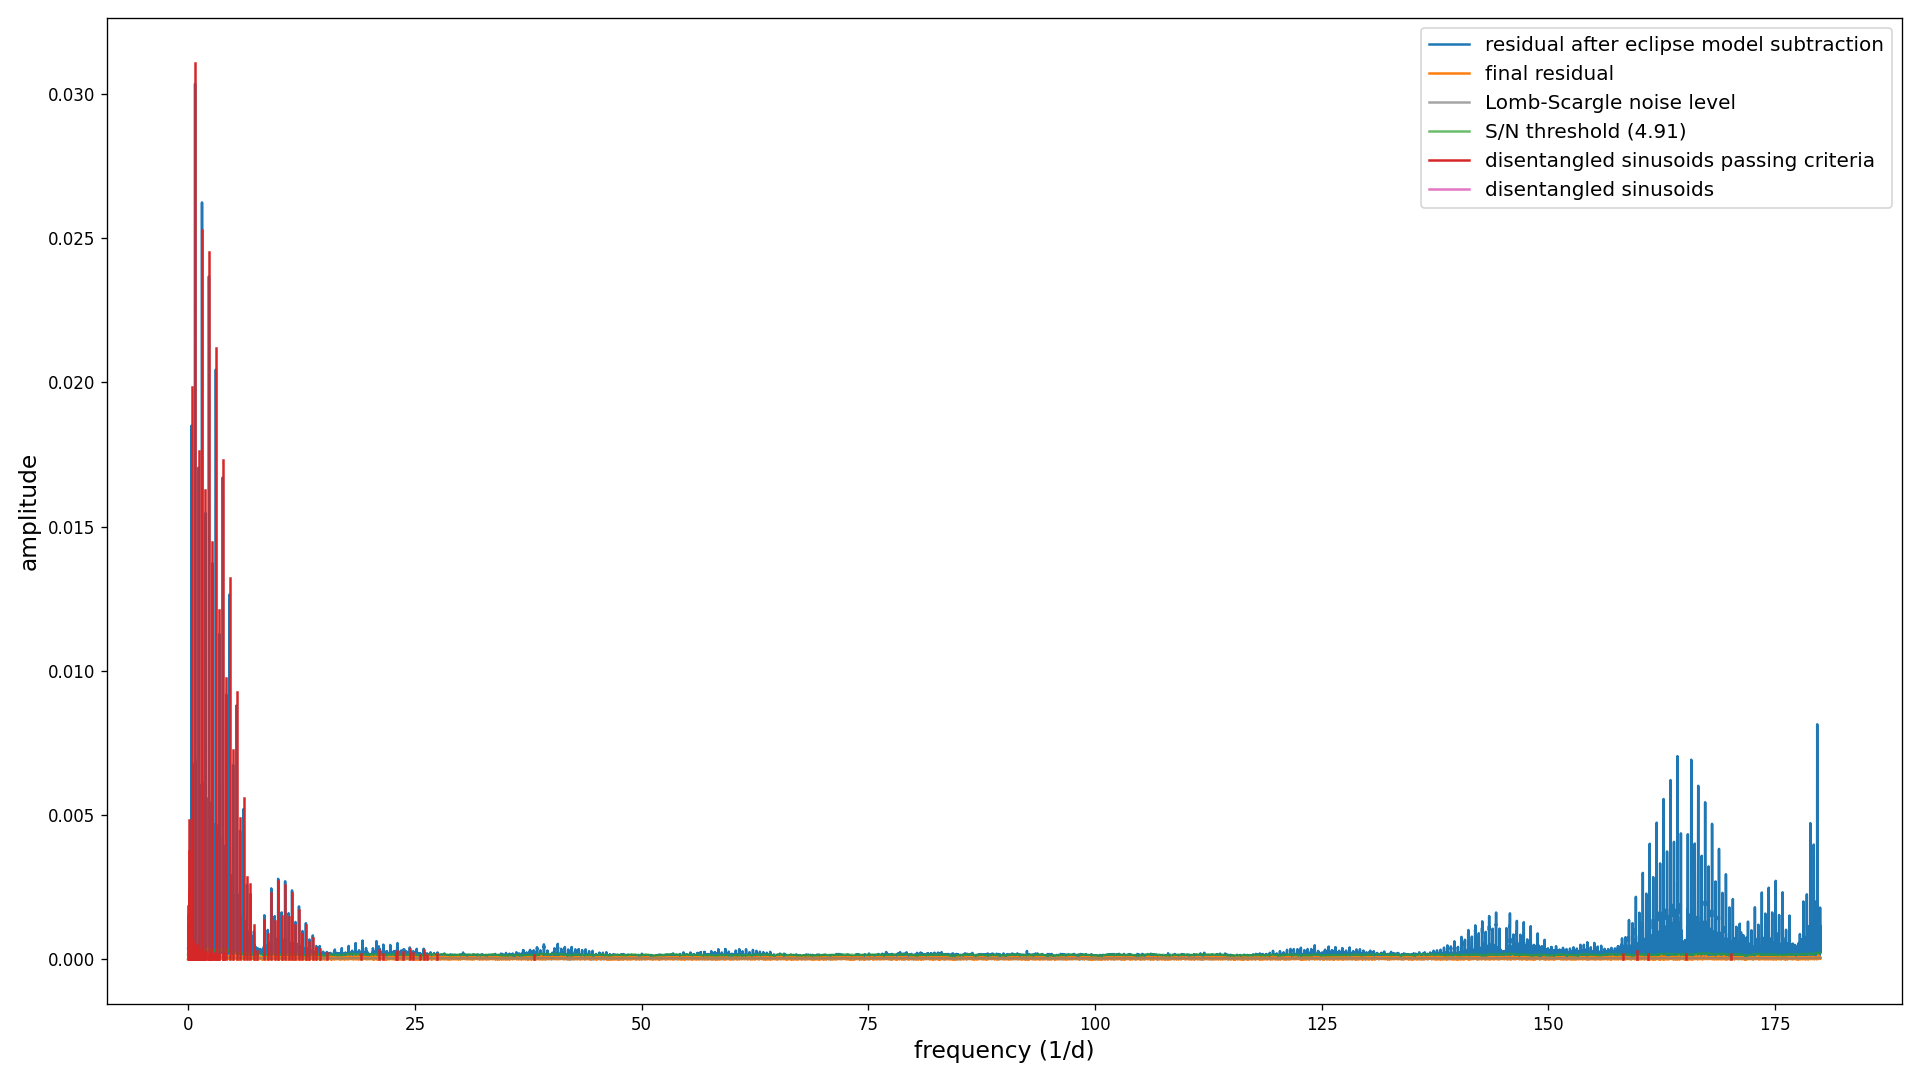 residual after eclipse model subtraction
final residual
Lomb-Scargle noise level
S/N threshold (4.91)
disentangled sinusoids passing criteria
disentangled sinusoids
0.030
0.025
0.020
0.015
0.010
0.005
0.000
amplitude
0 25 50 75 100 125 150 175
frequency (1/d)